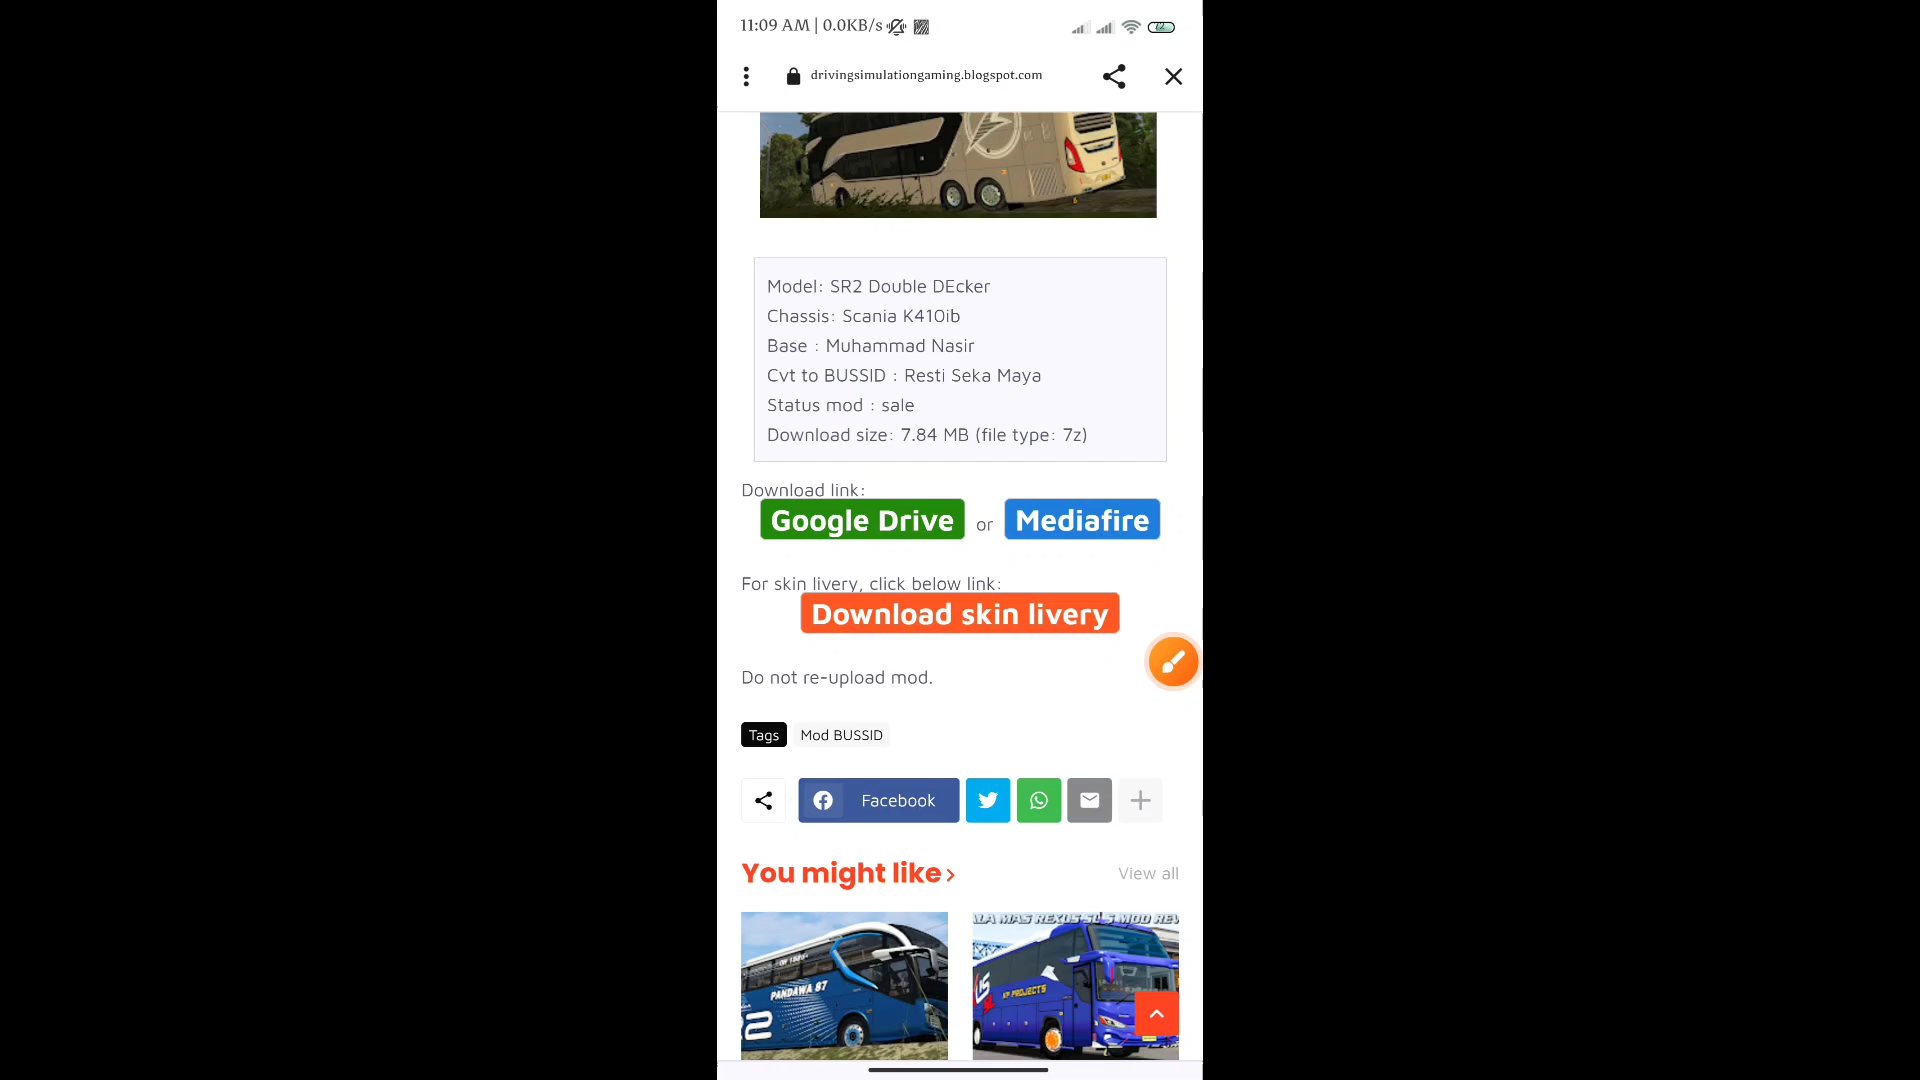 11:09 AM | 0.0KB/s
drivingsimulationgaming.blogspot.com
Model: SR2 Double DEcker
Chassis: Scania K410ib
Base : Muhammad Nasir
Cvt to BUSSID : Resti Seka Maya
Status mod : sale
Download size: 7.84 MB (file type: 7z)
Download link:
Google Drive or Mediafire
For skin livery, click below link:
Download skin livery
Do not re-upload mod.
Tags Mod BUSSID
Facebook
You might like
View all
PANDAWA 87
KP PROJECTS